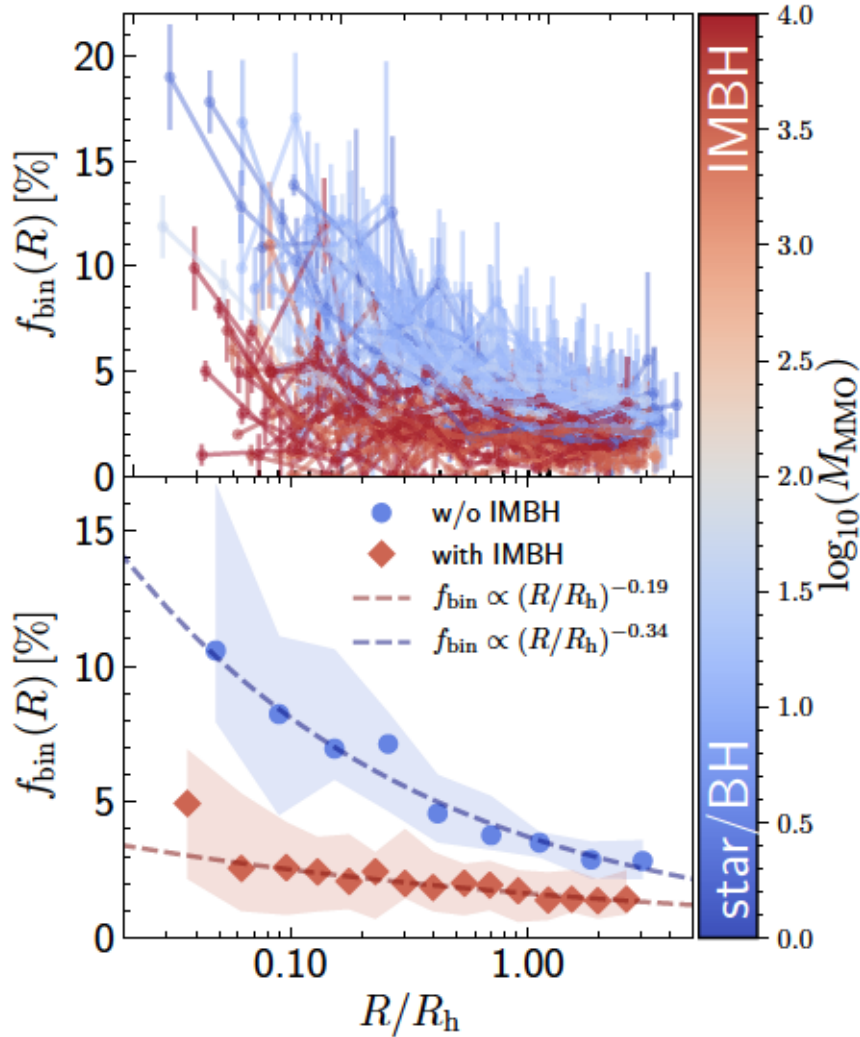 20
15
10
5
0
f_bin(R) [%]
w/o IMBH
with IMBH
f_bin ∝ (R/R_h)^−0.19
f_bin ∝ (R/R_h)^−0.34
15
10
5
0
f_bin(R) [%]
0.10 1.00
R/R_h
IMBH
star/BH
4.0
3.5
3.0
2.5
2.0
1.5
1.0
0.5
0.0
log₁₀(M_MMO)